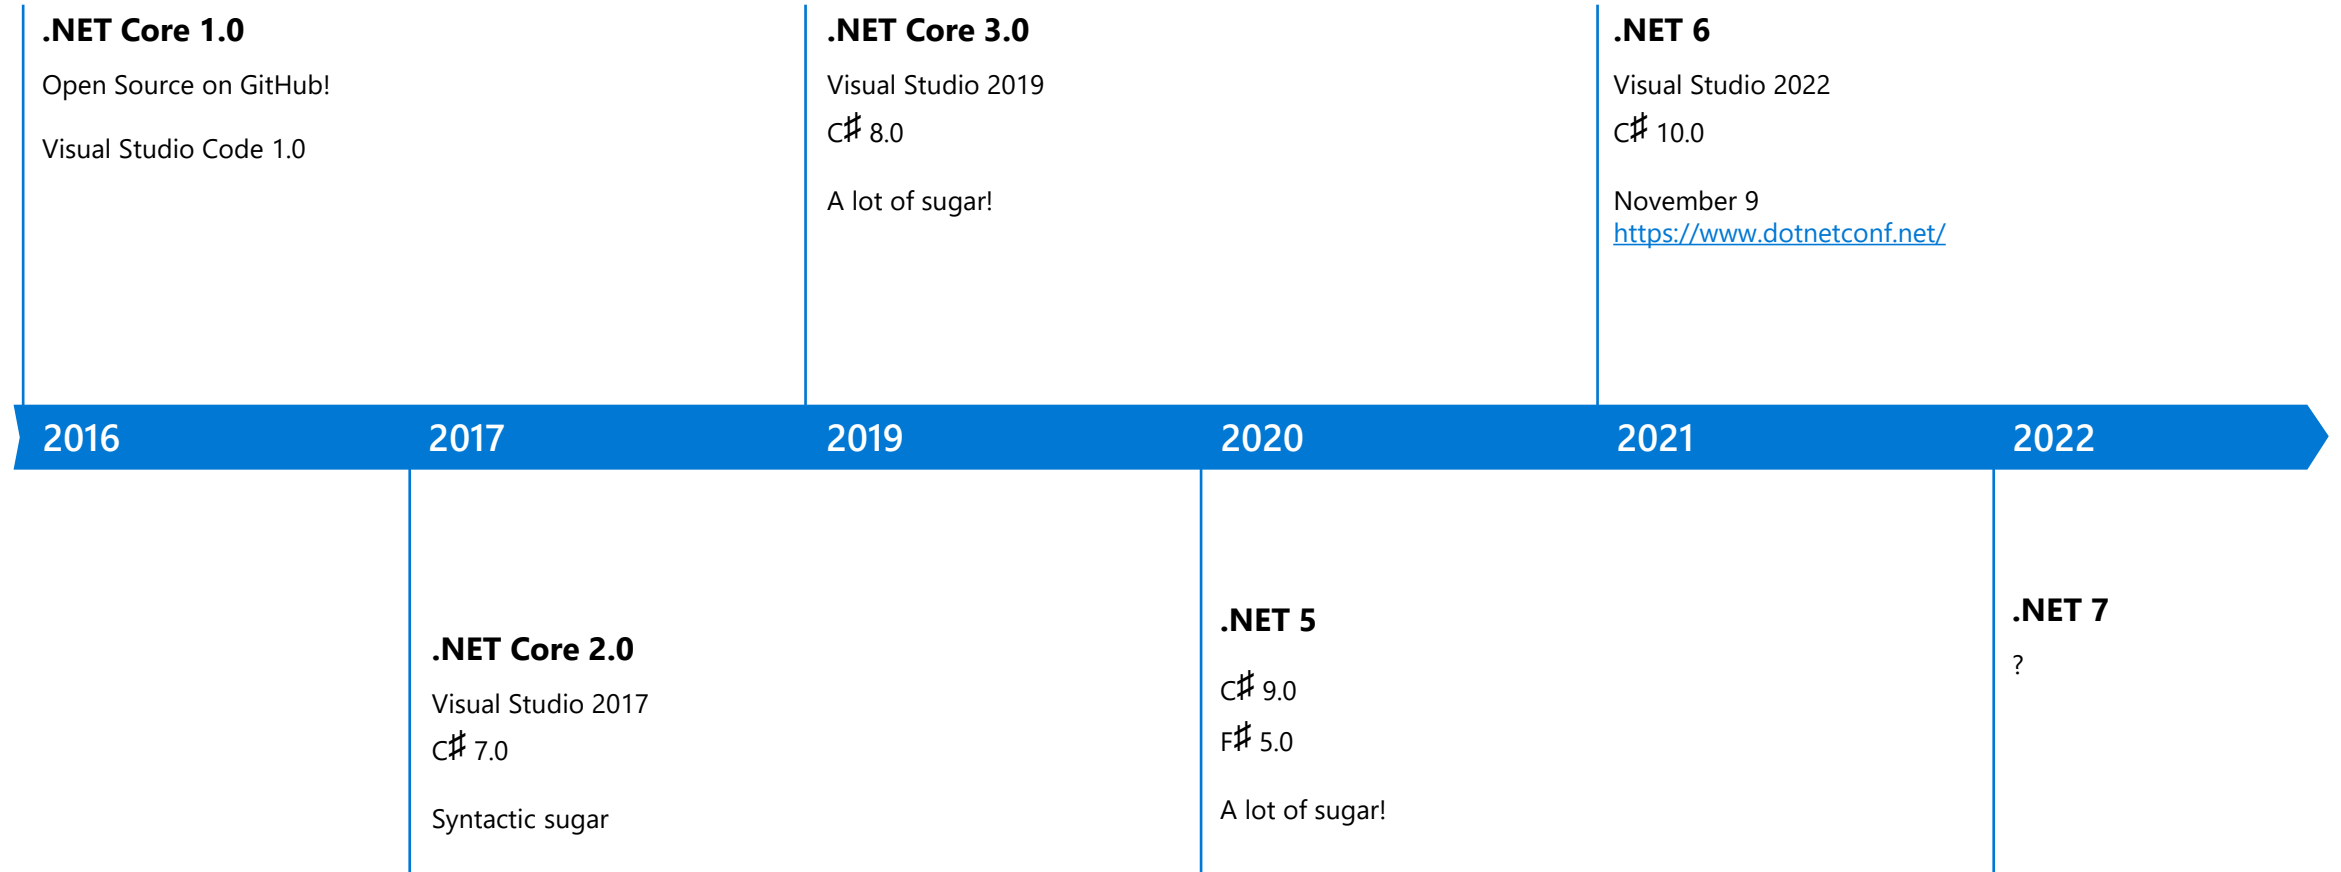 .NET Core 1.0
Open Source on GitHub!
Visual Studio Code 1.0
.NET Core 3.0
Visual Studio 2019
C♯ 8.0
A lot of sugar!
.NET 6
Visual Studio 2022
C♯ 10.0
November 9
https://www.dotnetconf.net/
2016 2017 2019 2020 2021 2022
.NET Core 2.0
Visual Studio 2017
C♯ 7.0
Syntactic sugar
.NET 5
C♯ 9.0
F♯ 5.0
A lot of sugar!
.NET 7
?